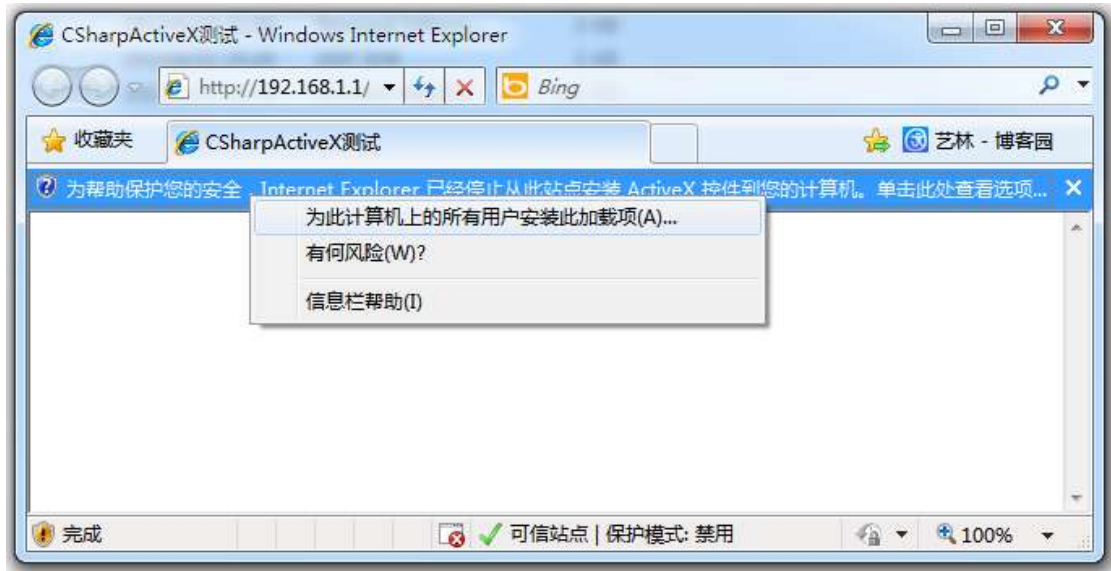 CSharpActiveX测试 - Windows Internet Explorer
http://192.168.1.1/
Bing
收藏夹
CSharpActiveX测试
艺林 - 博客园
为帮助保护您的安全，Internet Explorer 已经停止从此站点安装 ActiveX 控件到您的计算机。单击此处查看选项...
为此计算机上的所有用户安装此加载项(A)...
有何风险(W)?
信息栏帮助(I)
完成
可信站点 | 保护模式: 禁用
100%